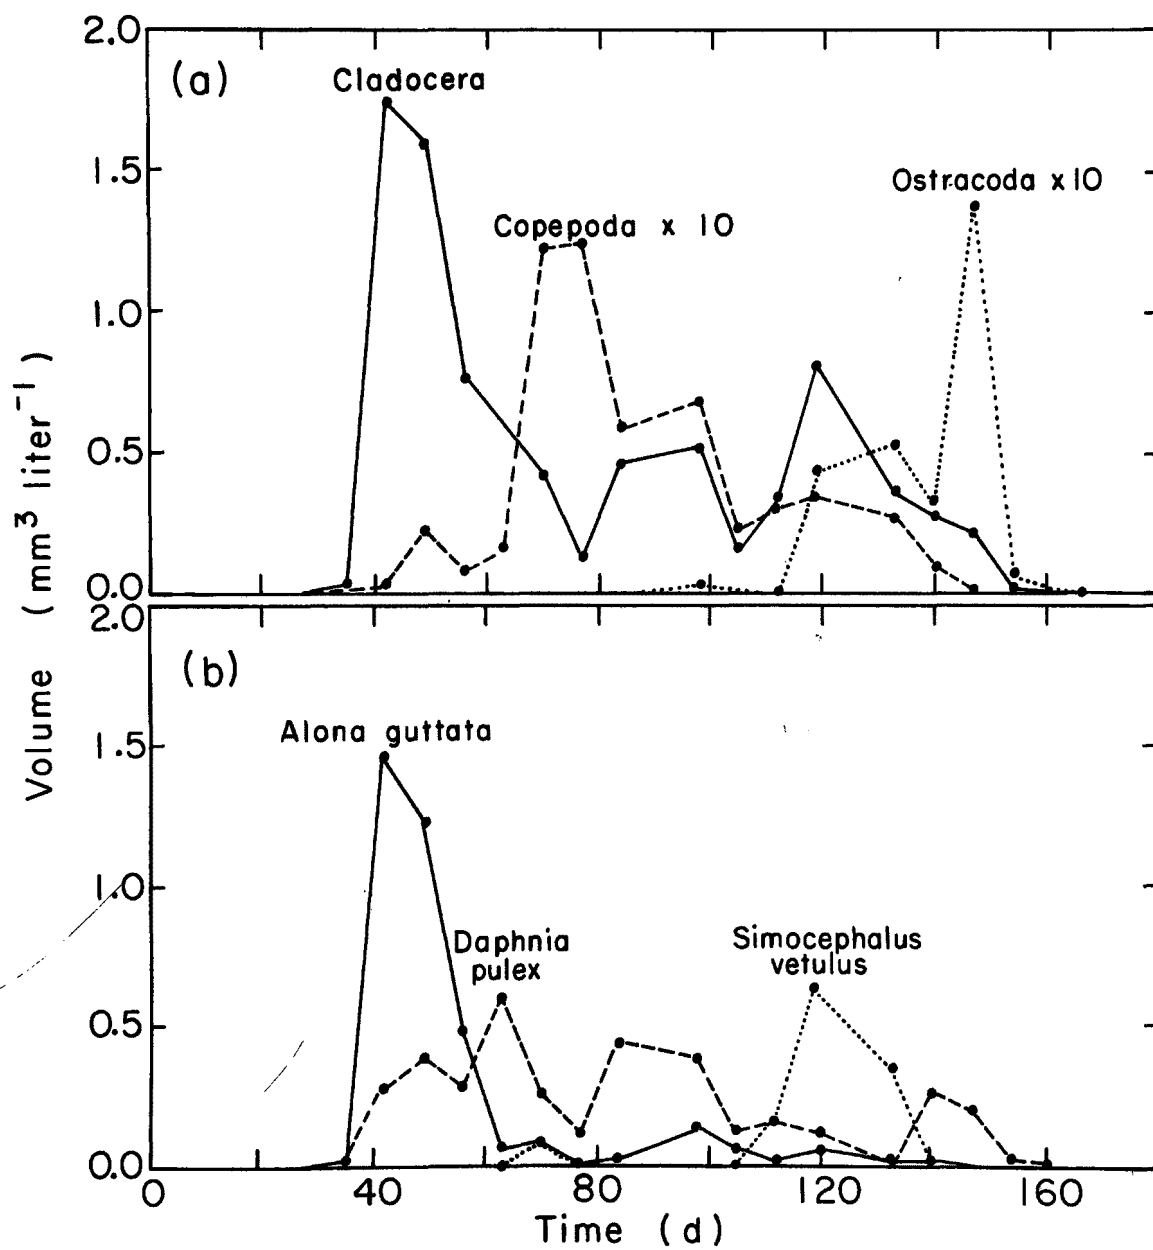 2.0
(a)
Cladocera
1.5
Ostracoda x10
Copepoda x 10
1.0
0.5
0.0
Volume (mm³ liter⁻¹)
2.0
(b)
Alona guttata
1.5
1.0
Daphnia
pulex
Simocephalus
vetulus
0.5
0.0
0 40 80 120 160
Time (d)